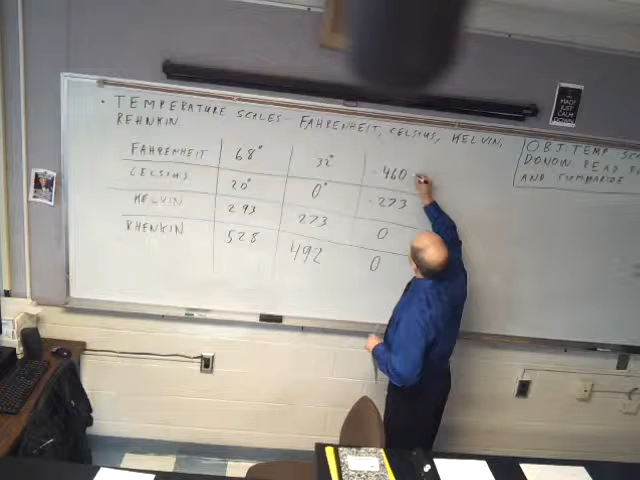 • TEMPERATURE SCALES - FAHRENHEIT, CELSIUS, KELVIN,
REHNKIN
FAHRENHEIT 68° 32° -460
CELSIUS 20° 0° -273
KELVIN 293 273 0
RHENKIN 528 492 0
OBJ: TEMP
DONOW READ
AND SUMMARIZE